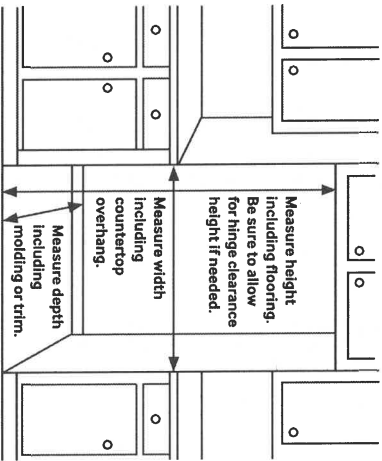 Measure height
including flooring.
Be sure to allow
for hinge clearance
height if needed.
Measure width
including
countertop
overhang.
Measure depth
including
molding or trim.